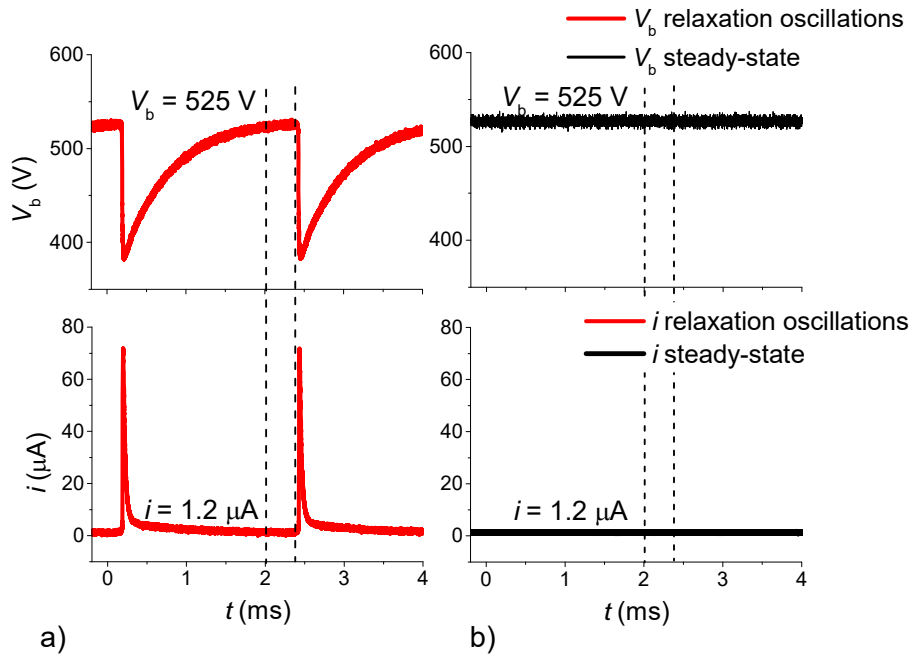 V_b relaxation oscillations
V_b steady-state
600
500
400
V_b (V)
V_b = 525 V
600
500
400
V_b = 525 V
80
60
40
20
0
i (μA)
i = 1.2 μA
0 1 2 3 4
t (ms)
a)
i relaxation oscillations
i steady-state
80
60
40
20
0
i = 1.2 μA
0 1 2 3 4
t (ms)
b)